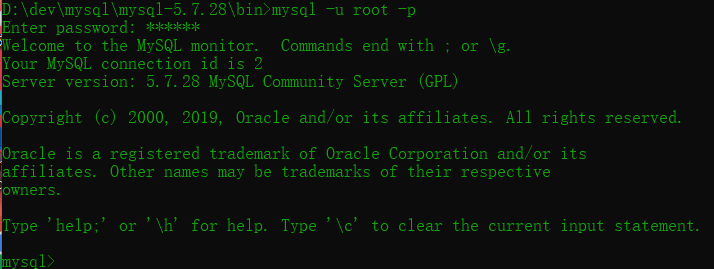 D:\dev\mysql\mysql-5.7.28\bin>mysql -u root -p
Enter password: ******
Welcome to the MySQL monitor.  Commands end with ; or \g.
Your MySQL connection id is 2
Server version: 5.7.28 MySQL Community Server (GPL)
Copyright (c) 2000, 2019, Oracle and/or its affiliates. All rights reserved.
Oracle is a registered trademark of Oracle Corporation and/or its
affiliates. Other names may be trademarks of their respective
owners.
Type 'help;' or '\h' for help. Type '\c' to clear the current input statement.
mysql>